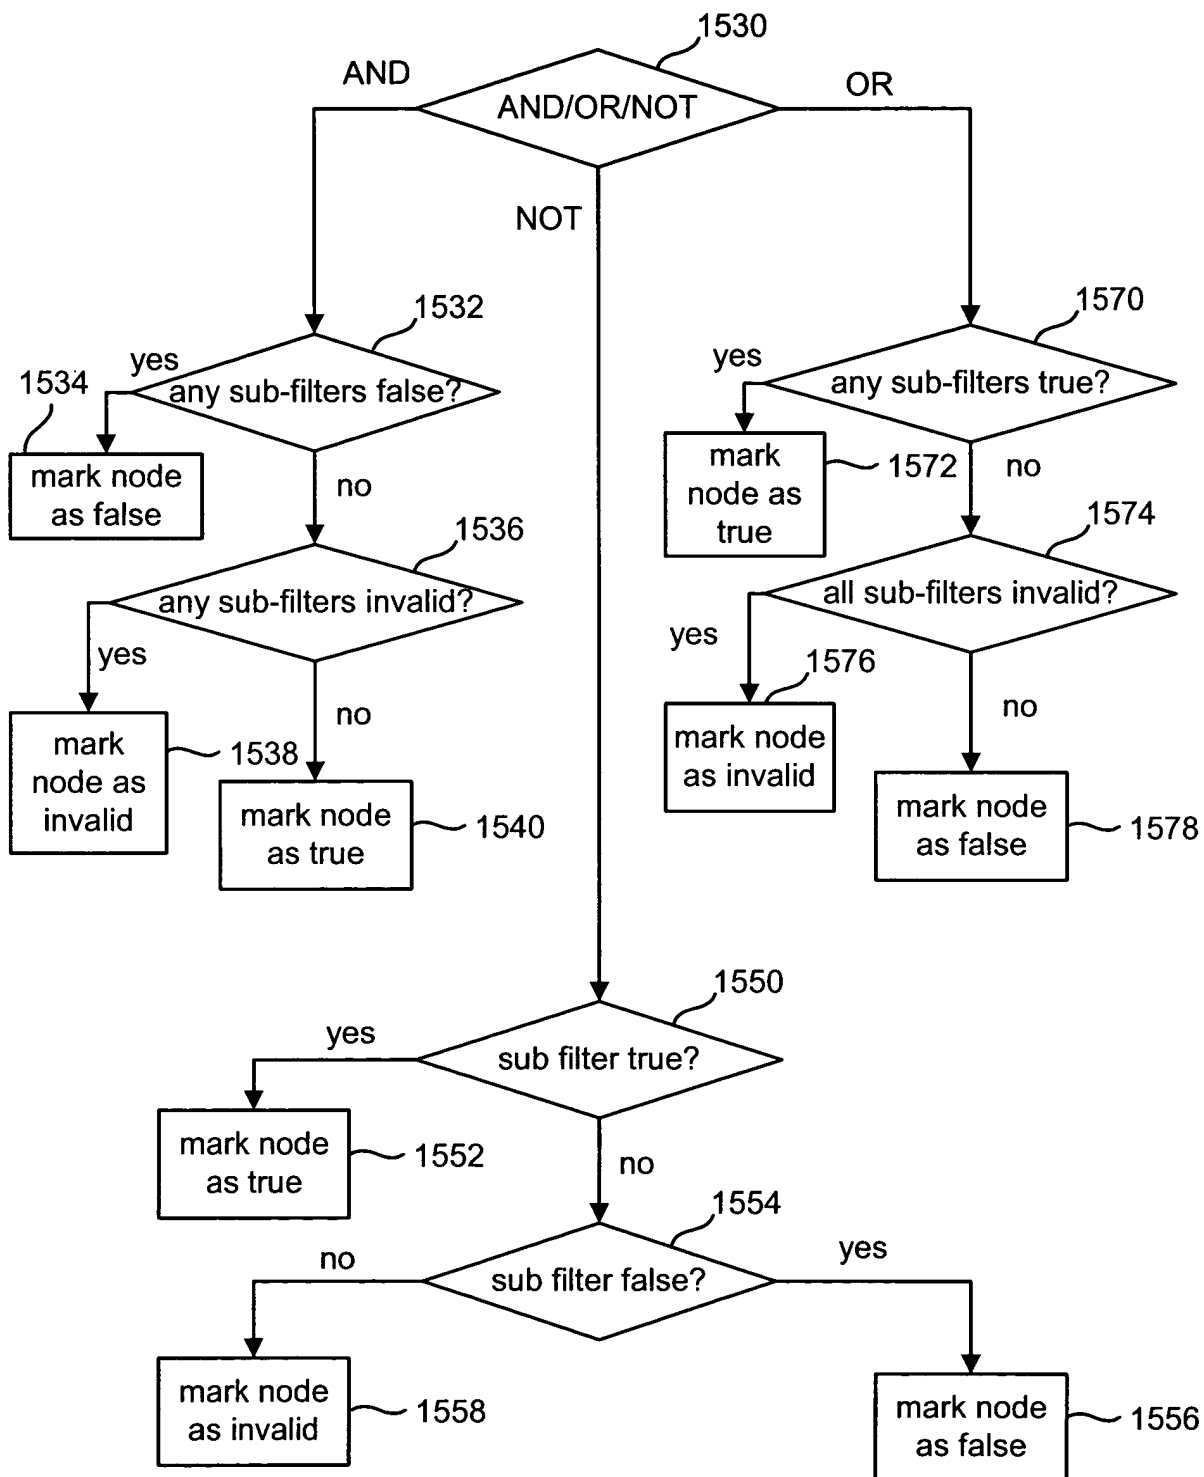 1530
AND
AND/OR/NOT
OR
NOT
1532
yes
1534
any sub-filters false?
mark node
as false
no
1536
any sub-filters invalid?
yes
mark
node as
invalid
1538
no
mark node
as true
1540
1570
yes
any sub-filters true?
mark
node as
true
1572
no
1574
all sub-filters invalid?
yes
1576
mark node
as invalid
no
mark node
as false
1578
1550
yes
sub filter true?
mark node
as true
1552
no
1554
no
sub filter false?
yes
mark node
as invalid
1558
mark node
as false
1556